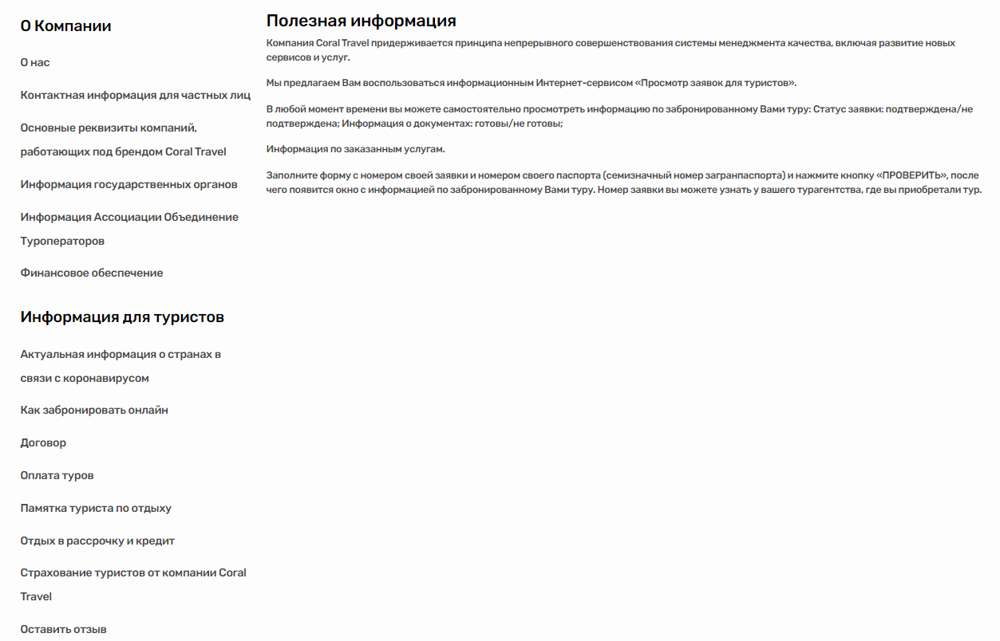 О Компании
О нас
Контактная информация для частных лиц
Основные реквизиты компаний,
работающих под брендом Coral Travel
Информация государственных органов
Информация Ассоциации Объединение
Туроператоров
Финансовое обеспечение
Информация для туристов
Актуальная информация о странах в
связи с коронавирусом
Как забронировать онлайн
Договор
Оплата туров
Памятка туриста по отдыху
Отдых в рассрочку и кредит
Страхование туристов от компании Coral
Travel
Оставить отзыв
Полезная информация
Компания Coral Travel придерживается принципа непрерывного совершенствования системы менеджмента качества, включая развитие новых
сервисов и услуг.
Мы предлагаем Вам воспользоваться информационным Интернет-сервисом «Просмотр заявок для туристов».
В любой момент времени вы можете самостоятельно просмотреть информацию по забронированному Вами туру: Статус заявки: подтверждена/не
подтверждена; Информация о документах: готовы/не готовы;
Информация по заказанным услугам.
Заполните форму с номером своей заявки и номером своего паспорта (семизначный номер загранпаспорта) и нажмите кнопку «ПРОВЕРИТЬ», после
чего появится окно с информацией по забронированному Вами туру. Номер заявки вы можете узнать у вашего турагентства, где вы приобретали тур.